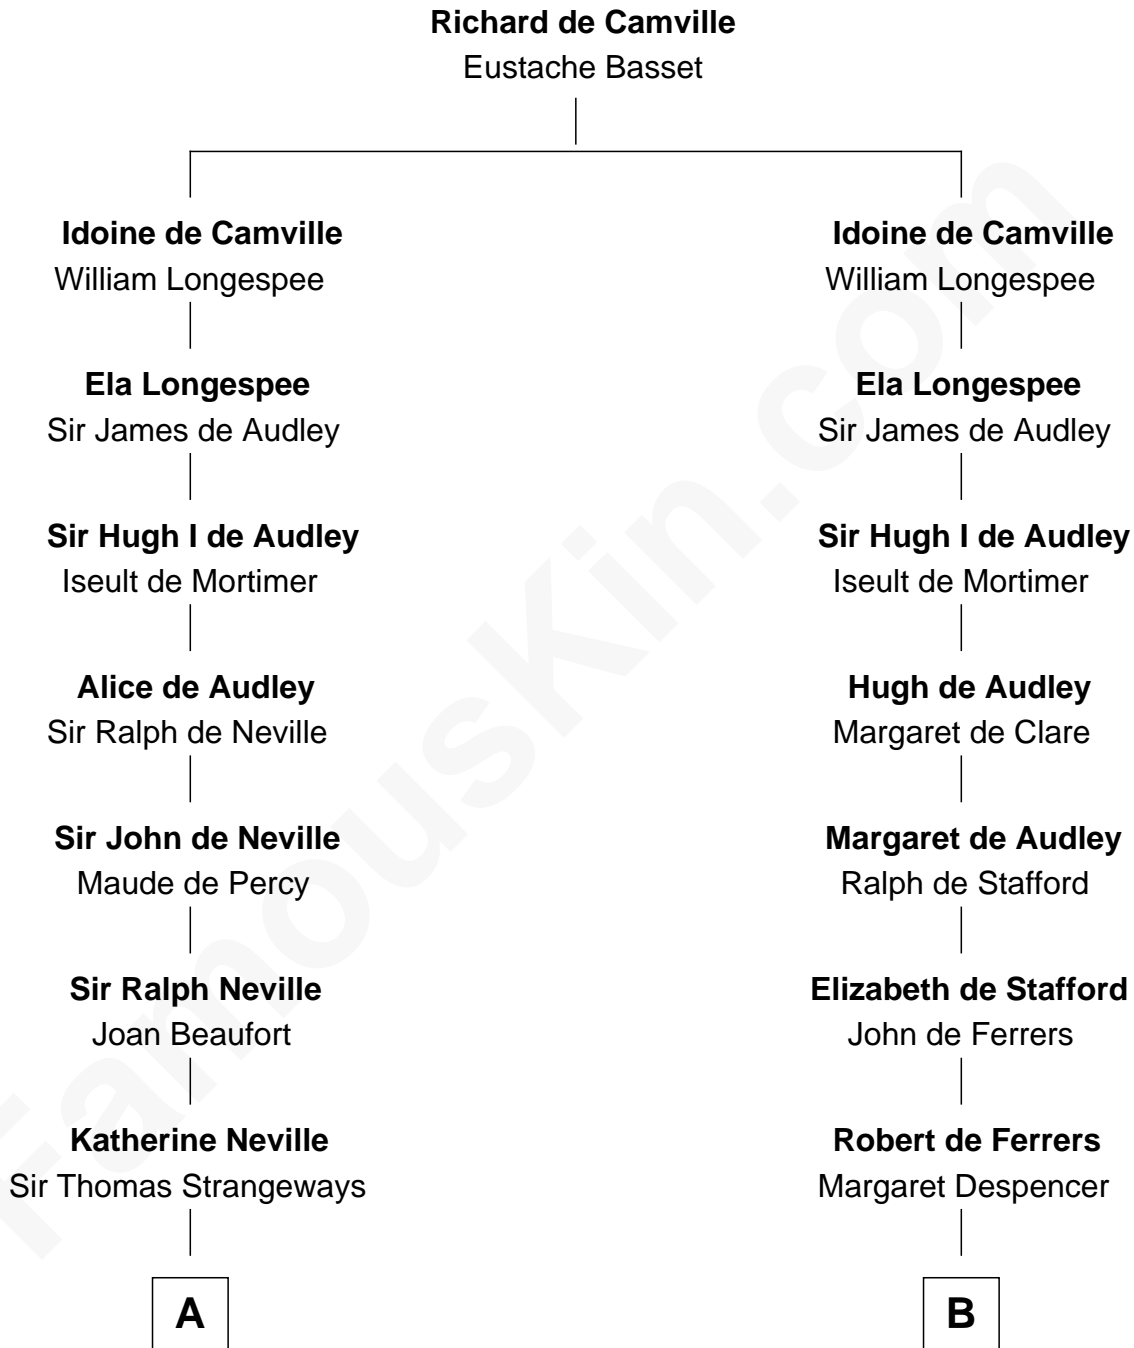 Richard de Camville
Eustache Basset
Idoine de Camville
William Longespee
Ela Longespee
Sir James de Audley
Sir Hugh I de Audley
Iseult de Mortimer
Alice de Audley
Sir Ralph de Neville
Sir John de Neville
Maude de Percy
Sir Ralph Neville
Joan Beaufort
Katherine Neville
Sir Thomas Strangeways
A
Idoine de Camville
William Longespee
Ela Longespee
Sir James de Audley
Sir Hugh I de Audley
Iseult de Mortimer
Hugh de Audley
Margaret de Clare
Margaret de Audley
Ralph de Stafford
Elizabeth de Stafford
John de Ferrers
Robert de Ferrers
Margaret Despencer
B
FamousKin.com